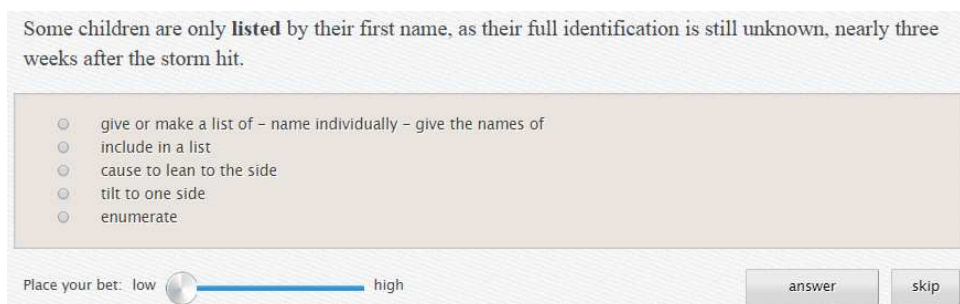 Some children are only listed by their first name, as their full identification is still unknown, nearly three
weeks after the storm hit.
give or make a list of – name individually – give the names of
include in a list
cause to lean to the side
tilt to one side
enumerate
Place your bet: low high answer skip